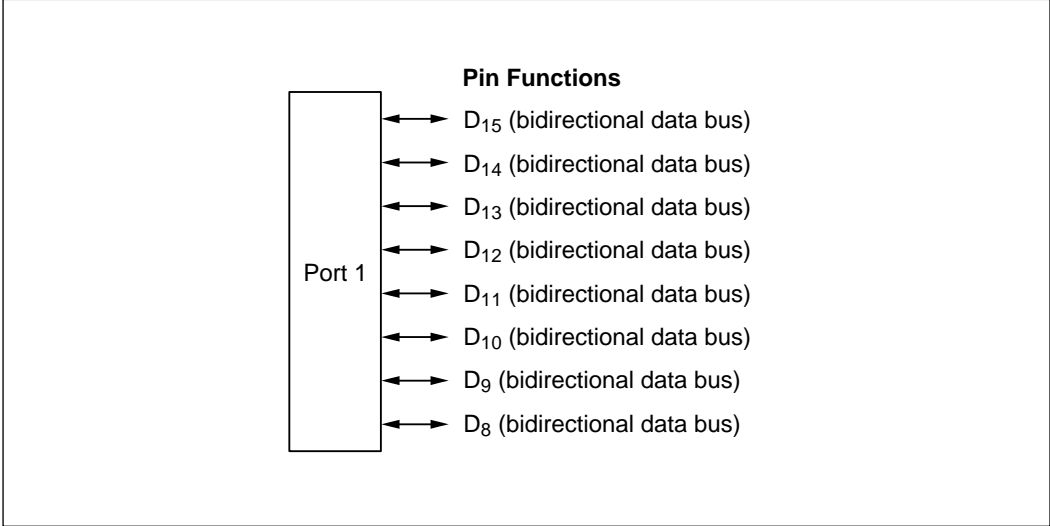 Pin Functions
D15 (bidirectional data bus)
D14 (bidirectional data bus)
D13 (bidirectional data bus)
D12 (bidirectional data bus)
Port 1
D11 (bidirectional data bus)
D10 (bidirectional data bus)
D9 (bidirectional data bus)
D8 (bidirectional data bus)